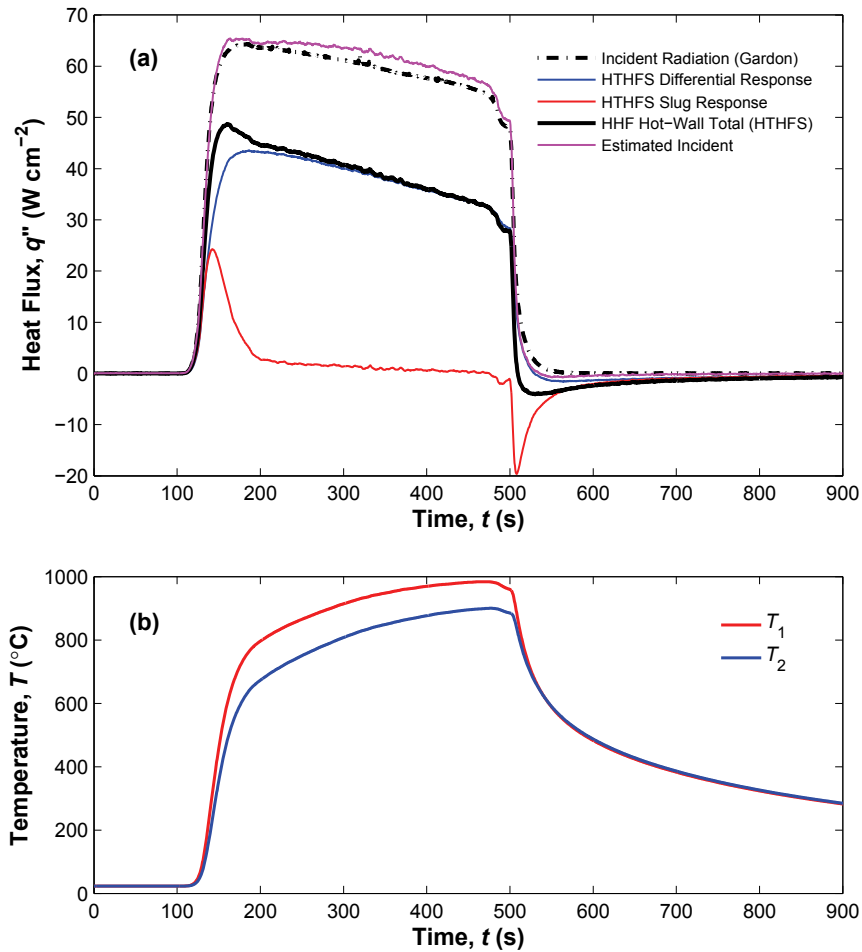 70
60
50
40
30
20
10
0
−10
−20
Heat Flux, q" (W cm⁻²)
(a)
Incident Radiation (Gardon)
HTHFS Differential Response
HTHFS Slug Response
HHF Hot−Wall Total (HTHFS)
Estimated Incident
0 100 200 300 400 500 600 700 800 900
Time, t (s)
1000
800
600
400
200
0
Temperature, T (°C)
(b)
T₁
T₂
0 100 200 300 400 500 600 700 800 900
Time, t (s)